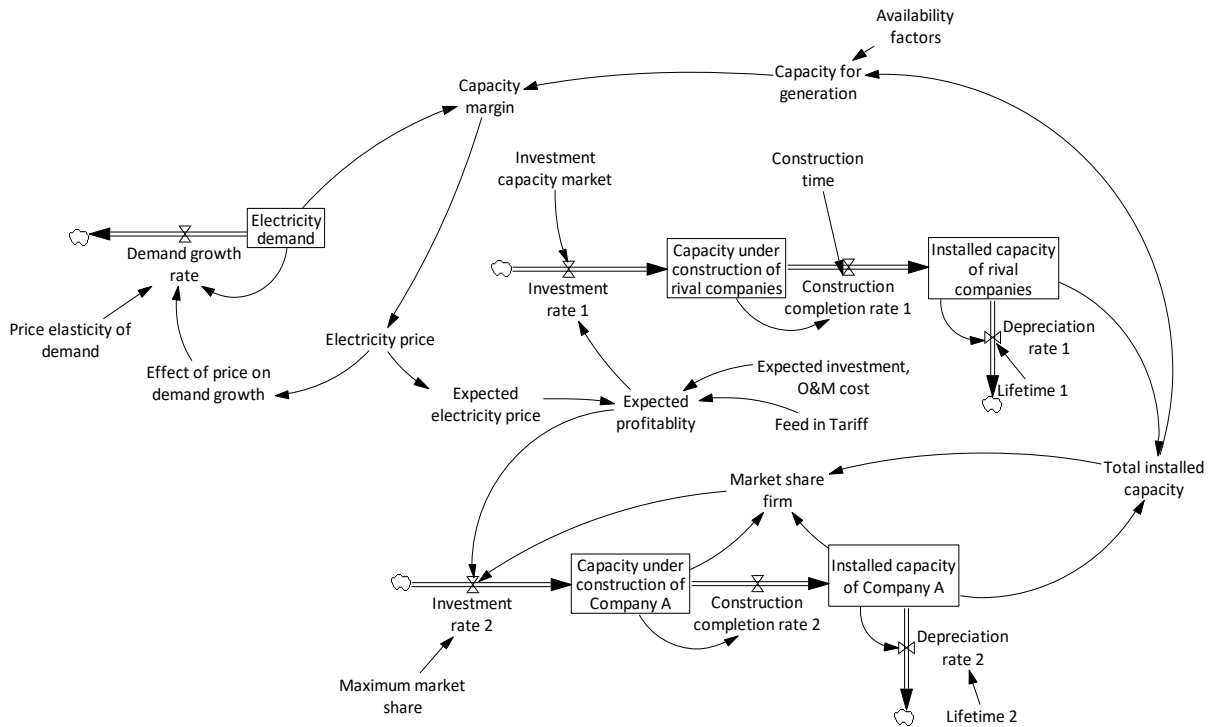 Availability
factors
Capacity for
generation
Capacity
margin
Investment
capacity market
Construction
time
Electricity
demand
Demand growth
rate
Capacity under
construction of
rival companies
Installed capacity
of rival
companies
Investment
rate 1
Construction
completion rate 1
Depreciation
rate 1
Price elasticity of
demand
Electricity price
Effect of price on
demand growth
Expected
electricity price
Expected
profitablity
Expected investment,
O&M cost
Lifetime 1
Feed in Tariff
Market share
firm
Total installed
capacity
Capacity under
construction of
Company A
Installed capacity
of Company A
Investment
rate 2
Construction
completion rate 2
Depreciation
rate 2
Maximum market
share
Lifetime 2